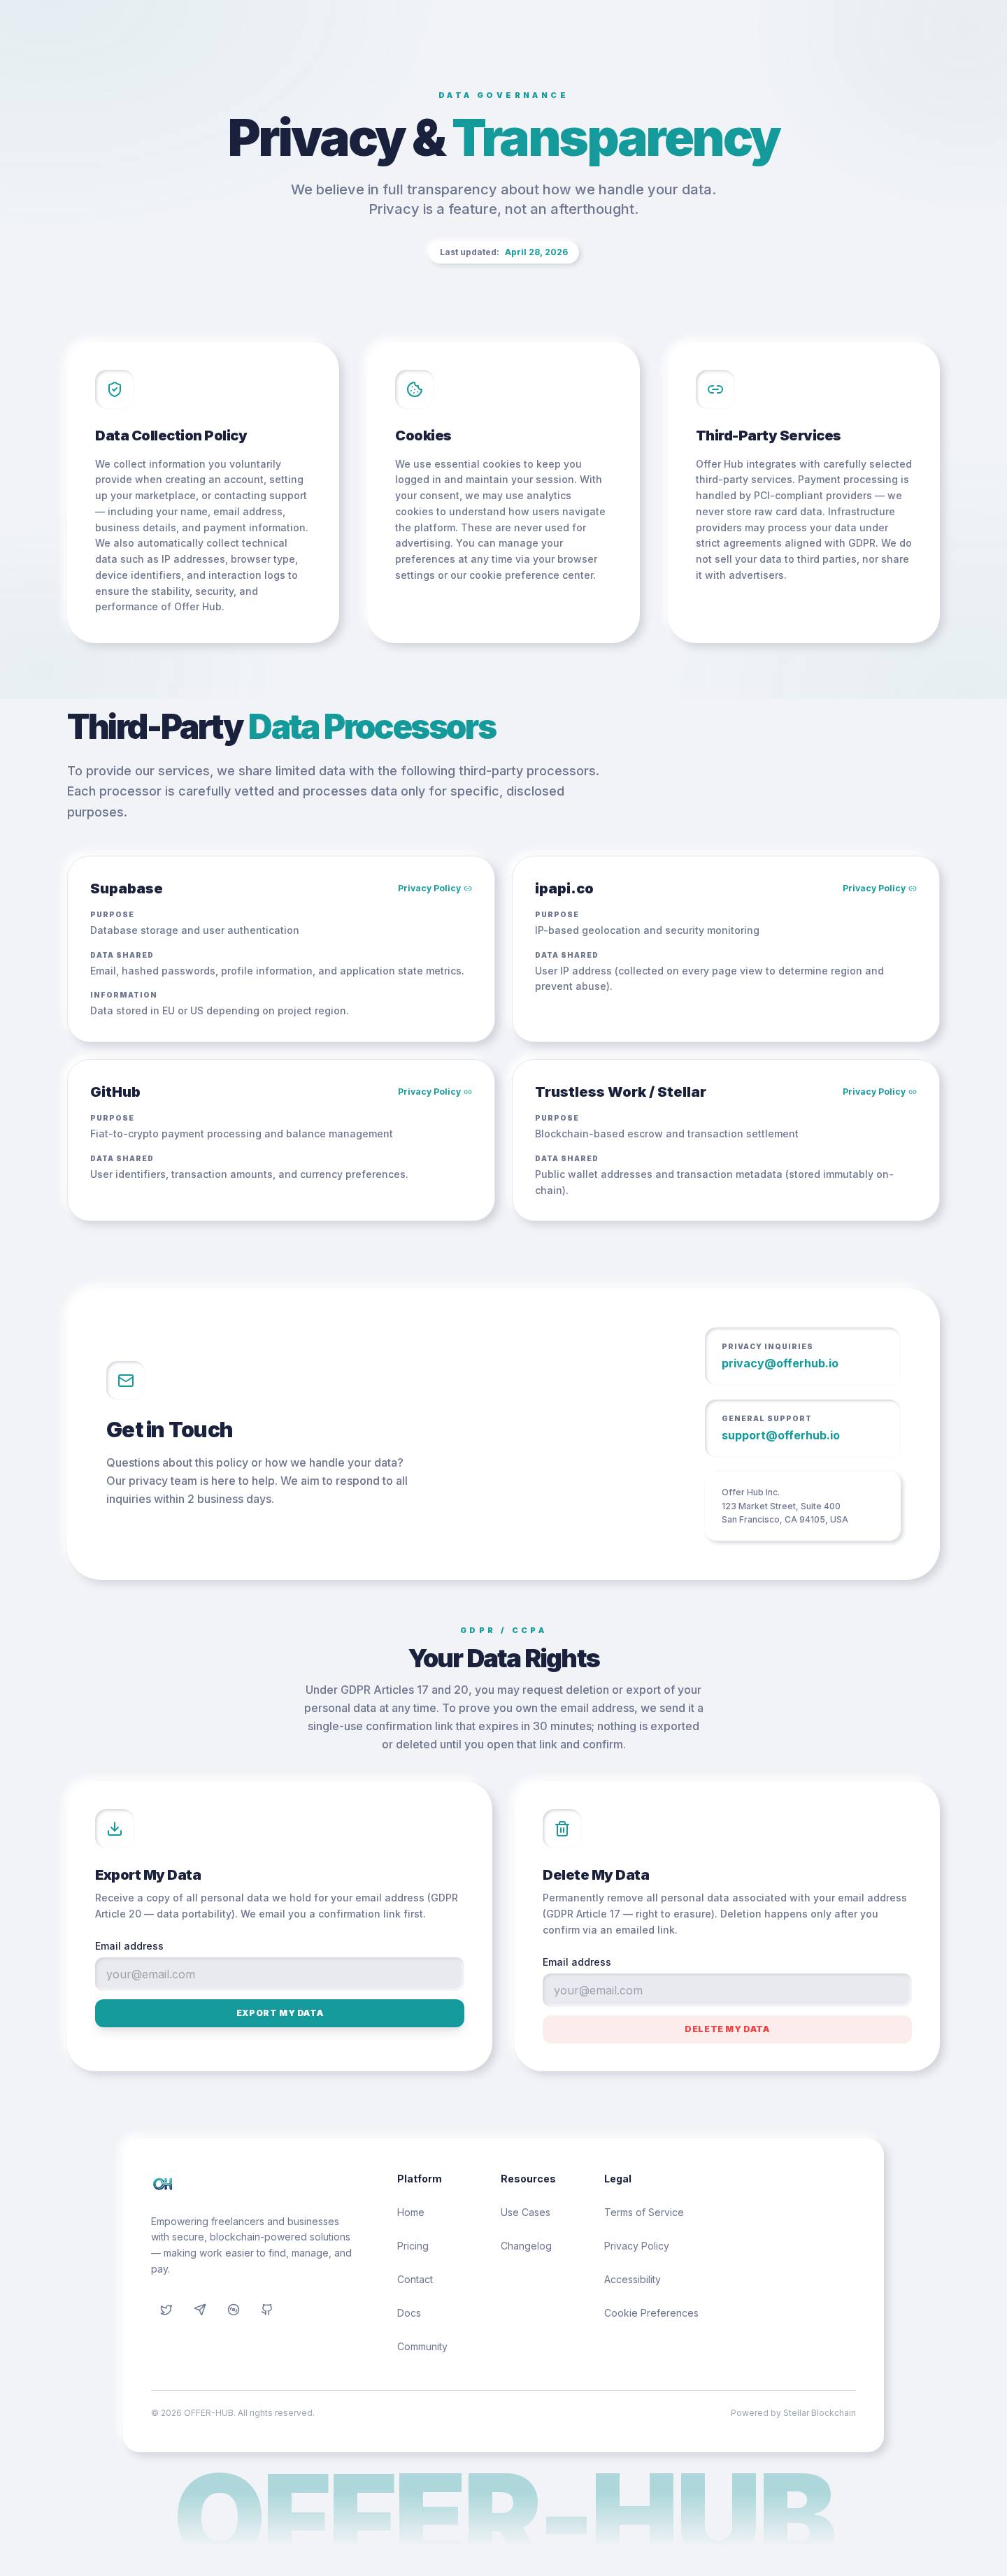 DATA GOVERNANCE
Privacy & Transparency
We believe in full transparency about how we handle your data.
Privacy is a feature, not an afterthought.
Last updated: April 28, 2026
Data Collection Policy
We collect information you voluntarily
provide when creating an account, setting
up your marketplace, or contacting support
— including your name, email address,
business details, and payment information.
We also automatically collect technical
data such as IP addresses, browser type,
device identifiers, and interaction logs to
ensure the stability, security, and
performance of Offer Hub.
Cookies
We use essential cookies to keep you
logged in and maintain your session. With
your consent, we may use analytics
cookies to understand how users navigate
the platform. These are never used for
advertising. You can manage your
preferences at any time via your browser
settings or our cookie preference center.
Third-Party Services
Offer Hub integrates with carefully selected
third-party services. Payment processing is
handled by PCI-compliant providers — we
never store raw card data. Infrastructure
providers may process your data under
strict agreements aligned with GDPR. We do
not sell your data to third parties, nor share
it with advertisers.
Third-Party Data Processors
To provide our services, we share limited data with the following third-party processors.
Each processor is carefully vetted and processes data only for specific, disclosed
purposes.
Supabase
Privacy Policy
PURPOSE
Database storage and user authentication
DATA SHARED
Email, hashed passwords, profile information, and application state metrics.
INFORMATION
Data stored in EU or US depending on project region.
ipapi.co
Privacy Policy
PURPOSE
IP-based geolocation and security monitoring
DATA SHARED
User IP address (collected on every page view to determine region and
prevent abuse).
GitHub
Privacy Policy
PURPOSE
Fiat-to-crypto payment processing and balance management
DATA SHARED
User identifiers, transaction amounts, and currency preferences.
Trustless Work / Stellar
Privacy Policy
PURPOSE
Blockchain-based escrow and transaction settlement
DATA SHARED
Public wallet addresses and transaction metadata (stored immutably on-
chain).
Get in Touch
Questions about this policy or how we handle your data?
Our privacy team is here to help. We aim to respond to all
inquiries within 2 business days.
PRIVACY INQUIRIES
privacy@offerhub.io
GENERAL SUPPORT
support@offerhub.io
Offer Hub Inc.
123 Market Street, Suite 400
San Francisco, CA 94105, USA
GDPR / CCPA
Your Data Rights
Under GDPR Articles 17 and 20, you may request deletion or export of your
personal data at any time. To prove you own the email address, we send it a
single-use confirmation link that expires in 30 minutes; nothing is exported
or deleted until you open that link and confirm.
Export My Data
Receive a copy of all personal data we hold for your email address (GDPR
Article 20 — data portability). We email you a confirmation link first.
Email address
your@email.com
EXPORT MY DATA
Delete My Data
Permanently remove all personal data associated with your email address
(GDPR Article 17 — right to erasure). Deletion happens only after you
confirm via an emailed link.
Email address
your@email.com
DELETE MY DATA
OH
Empowering freelancers and businesses
with secure, blockchain-powered solutions
— making work easier to find, manage, and
pay.
Platform
Home
Pricing
Contact
Docs
Community
Resources
Use Cases
Changelog
Legal
Terms of Service
Privacy Policy
Accessibility
Cookie Preferences
© 2026 OFFER-HUB. All rights reserved.
Powered by Stellar Blockchain
OFFER-HUB